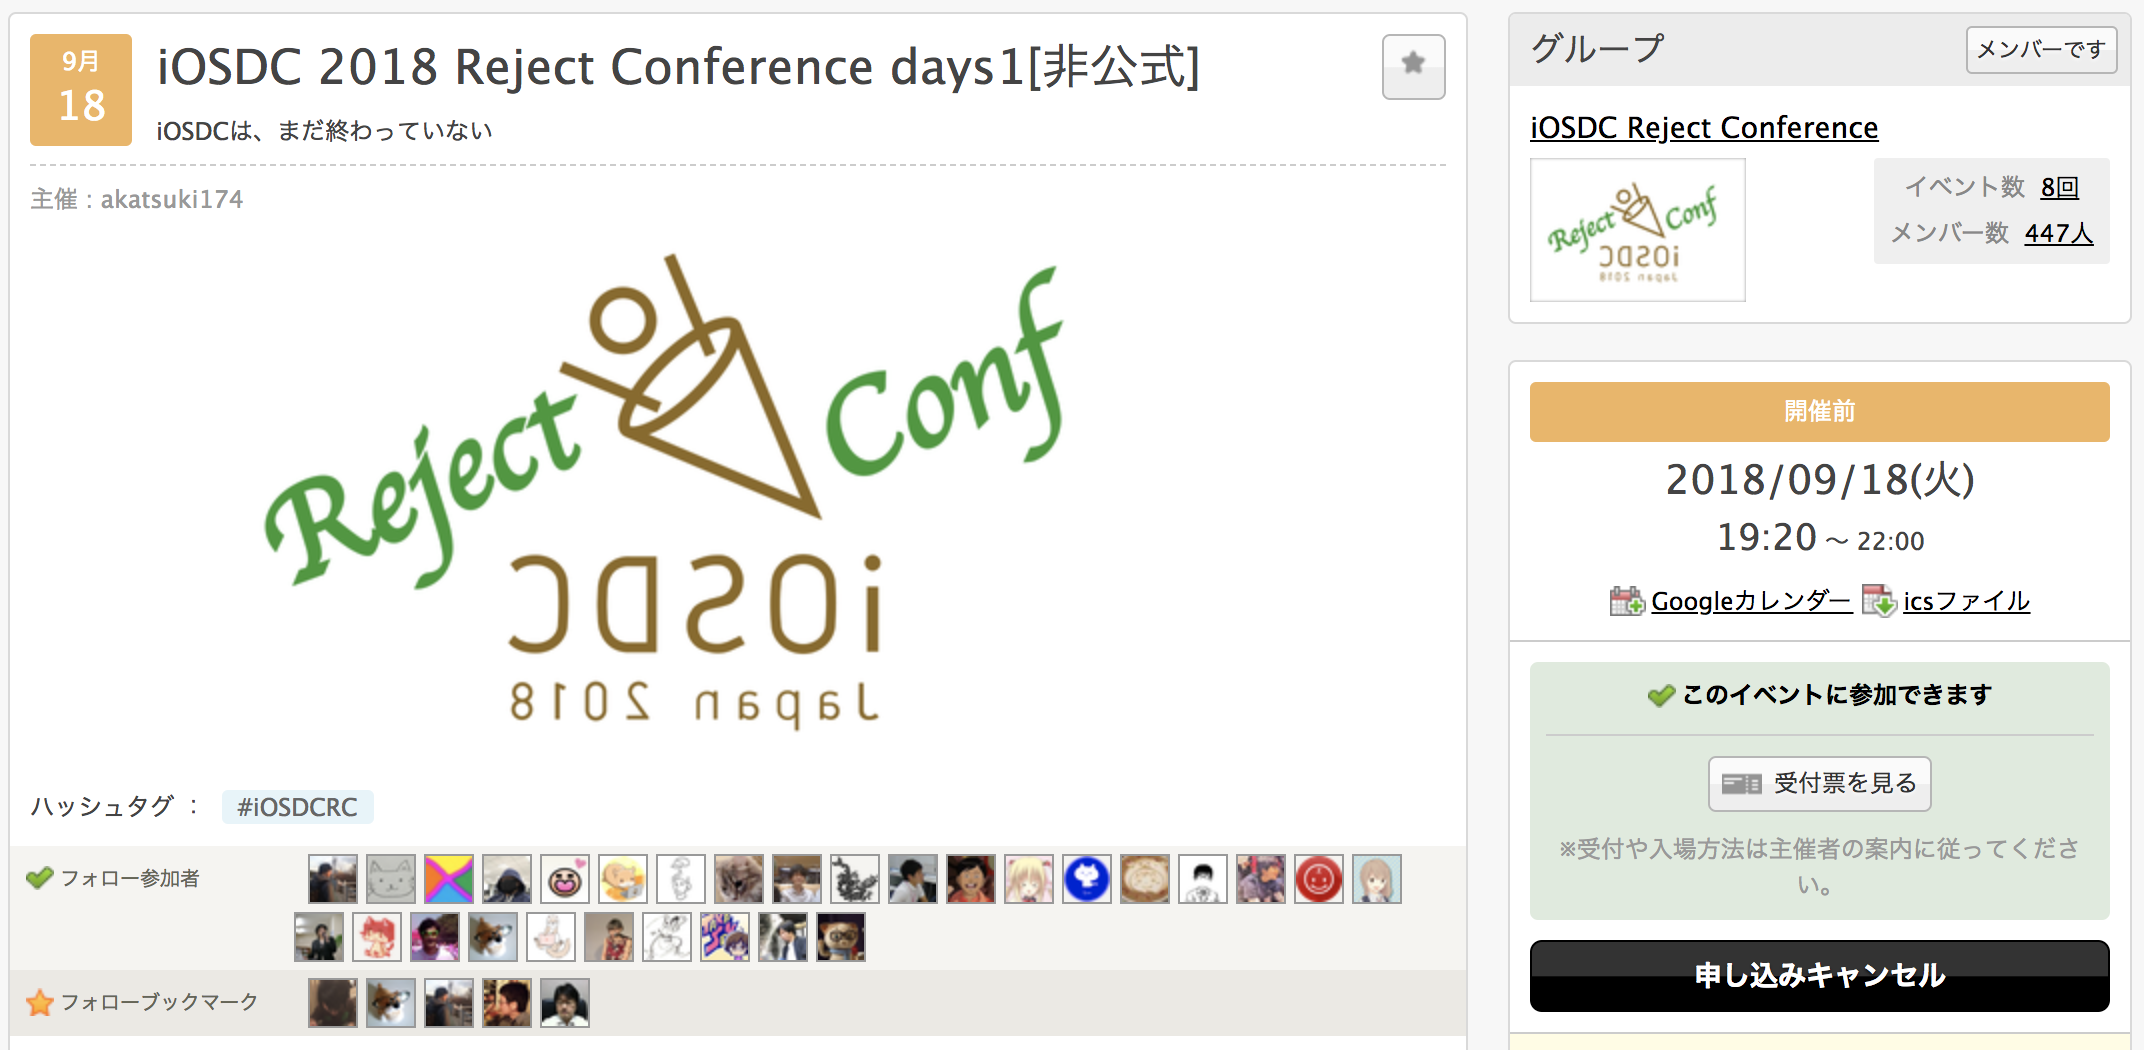 9月
18
iOSDC 2018 Reject Conference days1[非公式]
iOSDCは、まだ終わっていない
主催 : akatsuki174
Reject Conf
iOSDC
Japan 2018
ハッシュタグ ：
#iOSDCRC
フォロー参加者
フォローブックマーク
グループ
メンバーです
iOSDC Reject Conference
Reject Conf
iOSDC
Japan 2018
イベント数 8回
メンバー数 447人
開催前
2018/09/18(火)
19:20 ～ 22:00
Googleカレンダー icsファイル
このイベントに参加できます
受付票を見る
※受付や入場方法は主催者の案内に従ってくださ
い。
申し込みキャンセル